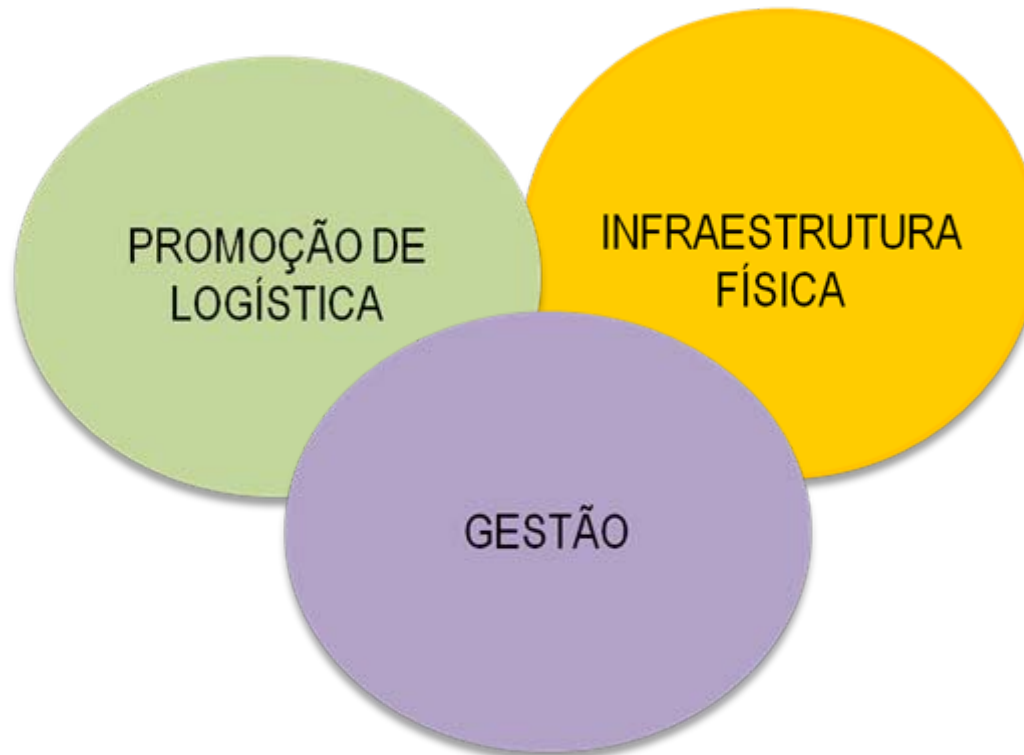 PROMOÇÃO DE
LOGÍSTICA
INFRAESTRUTURA
FÍSICA
GESTÃO